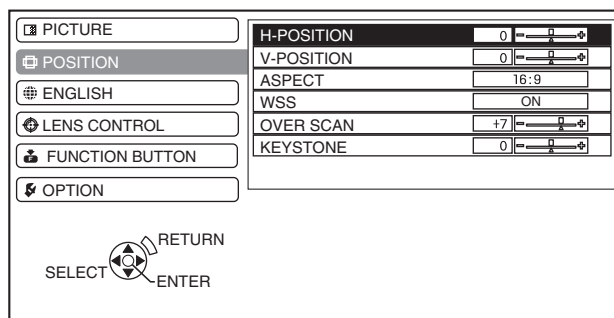 PICTURE
POSITION
ENGLISH
LENS CONTROL
FUNCTION BUTTON
OPTION
H-POSITION 0
V-POSITION 0
ASPECT 16:9
WSS ON
OVER SCAN +7
KEYSTONE 0
RETURN
SELECT
ENTER